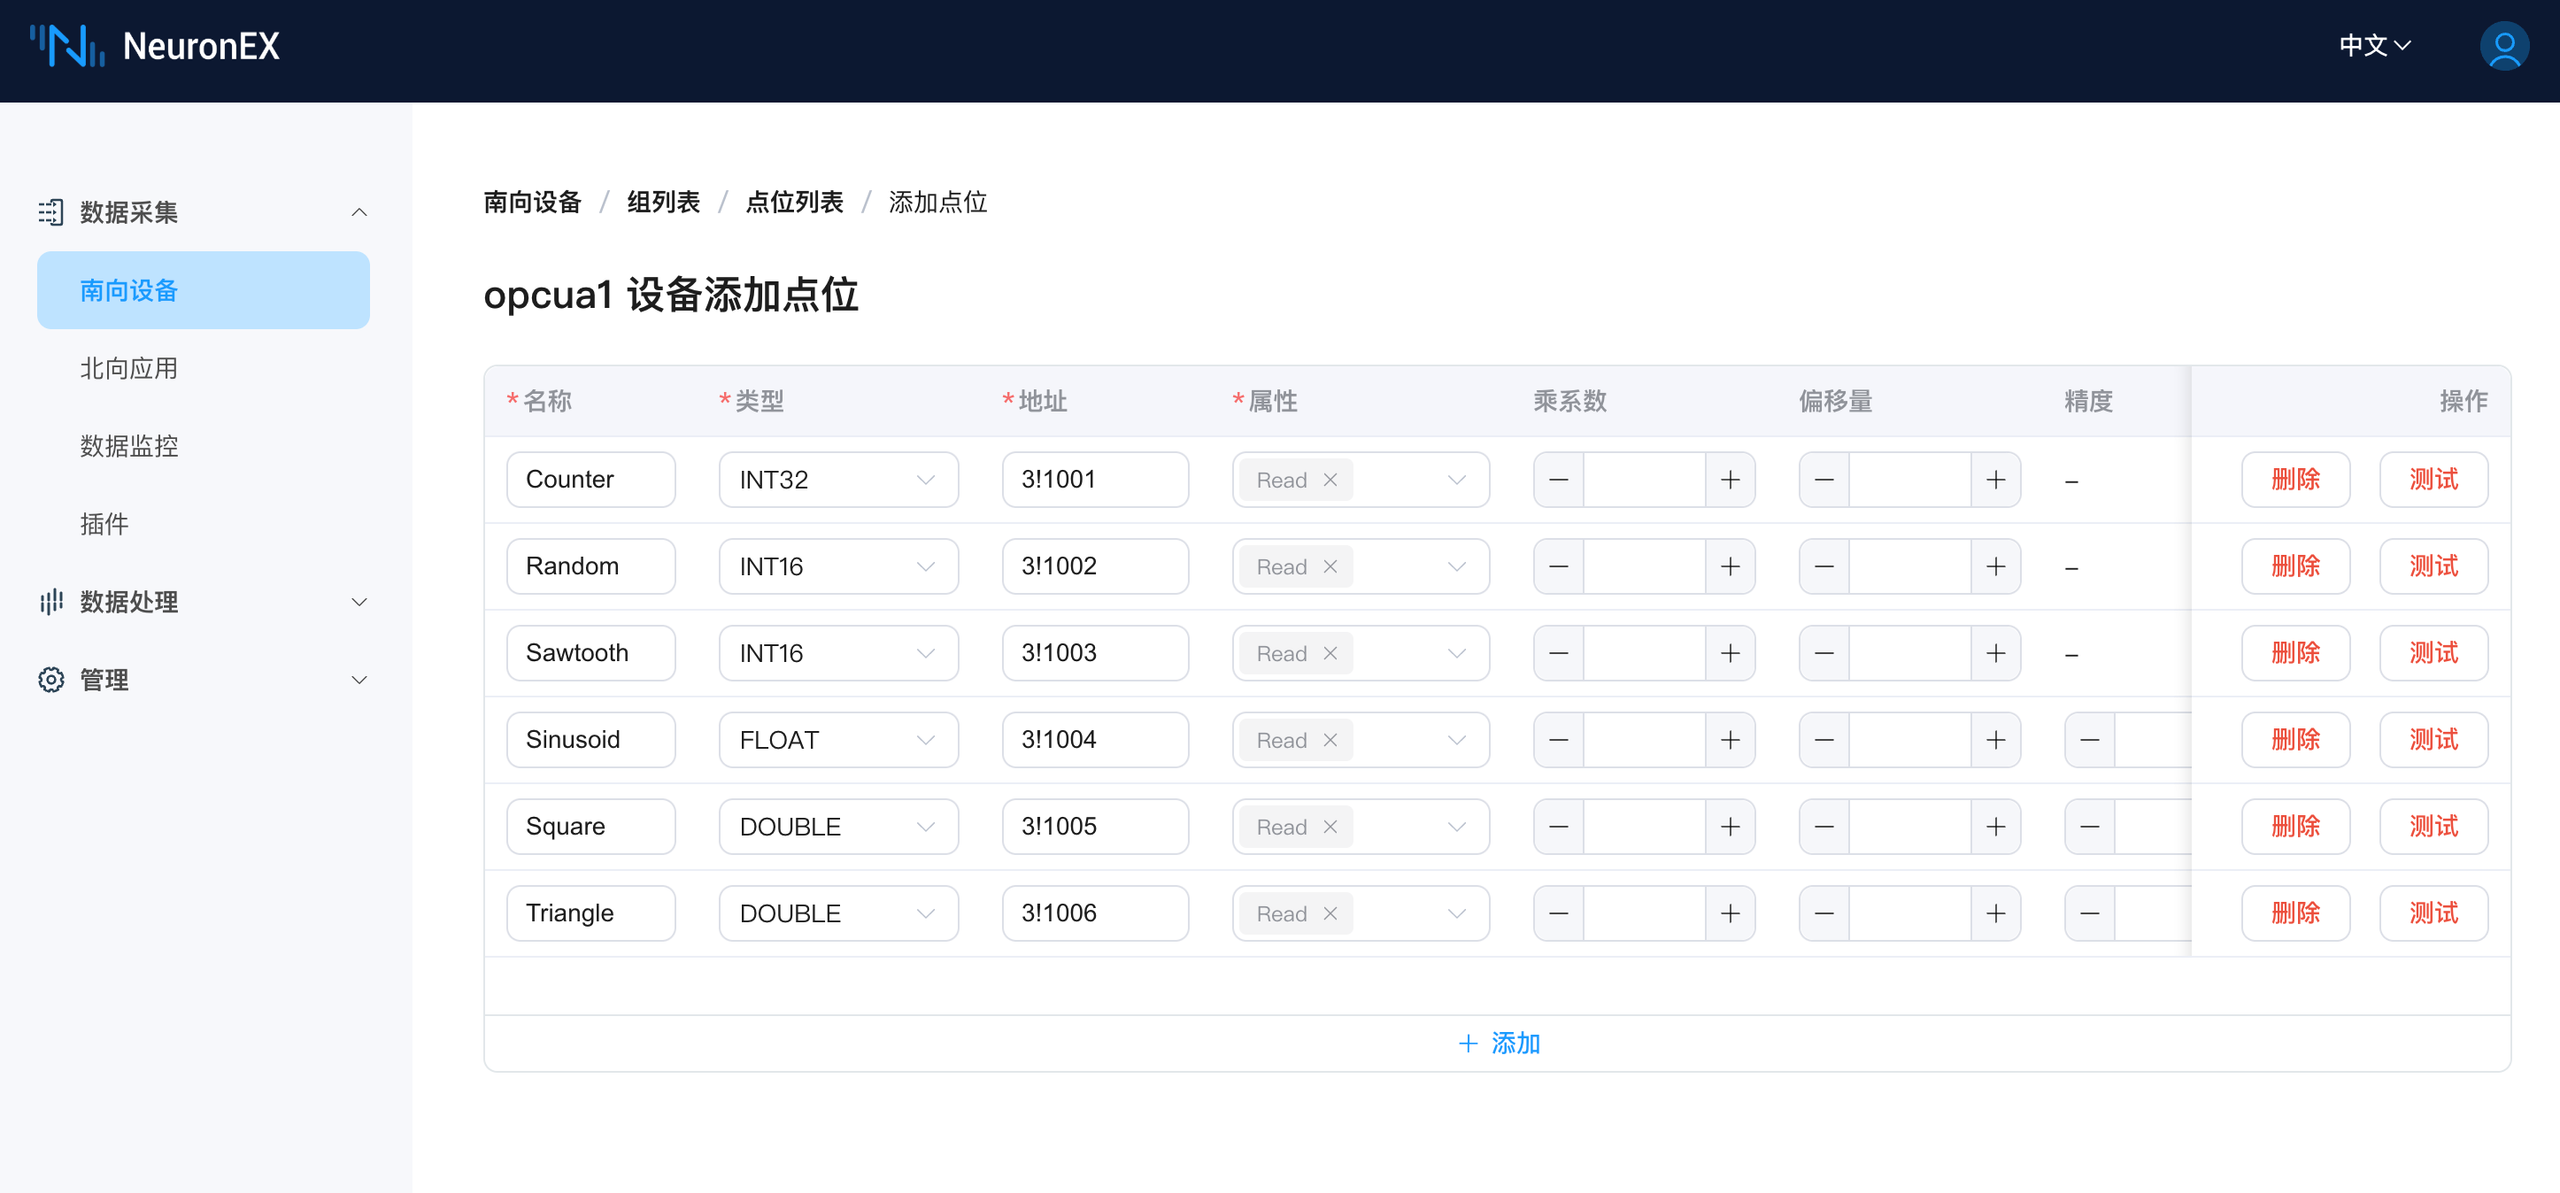 NeuronEX 中文
数据采集
南向设备
北向应用
数据监控
插件
数据处理
管理
南向设备 / 组列表 / 点位列表 / 添加点位
opcua1 设备添加点位
* 名称 * 类型 * 地址 * 属性 乘系数 偏移量 精度 操作
Counter INT32 3!1001 Read – 删除 测试
Random INT16 3!1002 Read – 删除 测试
Sawtooth INT16 3!1003 Read – 删除 测试
Sinusoid FLOAT 3!1004 Read 删除 测试
Square DOUBLE 3!1005 Read 删除 测试
Triangle DOUBLE 3!1006 Read 删除 测试
+ 添加